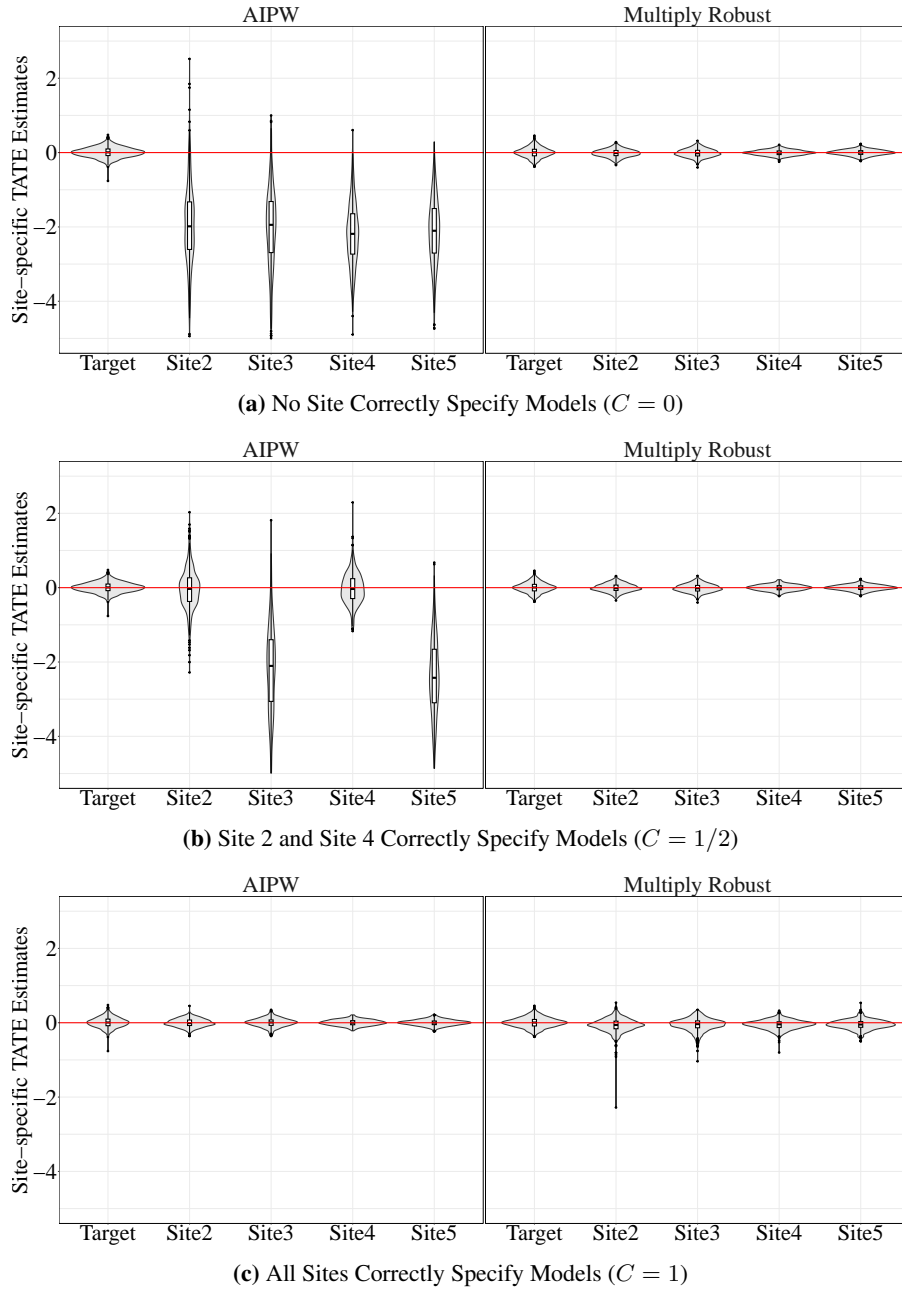 AIPW Multiply Robust
Site−specific TATE Estimates
2
0
−2
−4
Target Site2 Site3 Site4 Site5 Target Site2 Site3 Site4 Site5
(a) No Site Correctly Specify Models (C = 0)
AIPW Multiply Robust
Site−specific TATE Estimates
2
0
−2
−4
Target Site2 Site3 Site4 Site5 Target Site2 Site3 Site4 Site5
(b) Site 2 and Site 4 Correctly Specify Models (C = 1/2)
AIPW Multiply Robust
Site−specific TATE Estimates
2
0
−2
−4
Target Site2 Site3 Site4 Site5 Target Site2 Site3 Site4 Site5
(c) All Sites Correctly Specify Models (C = 1)